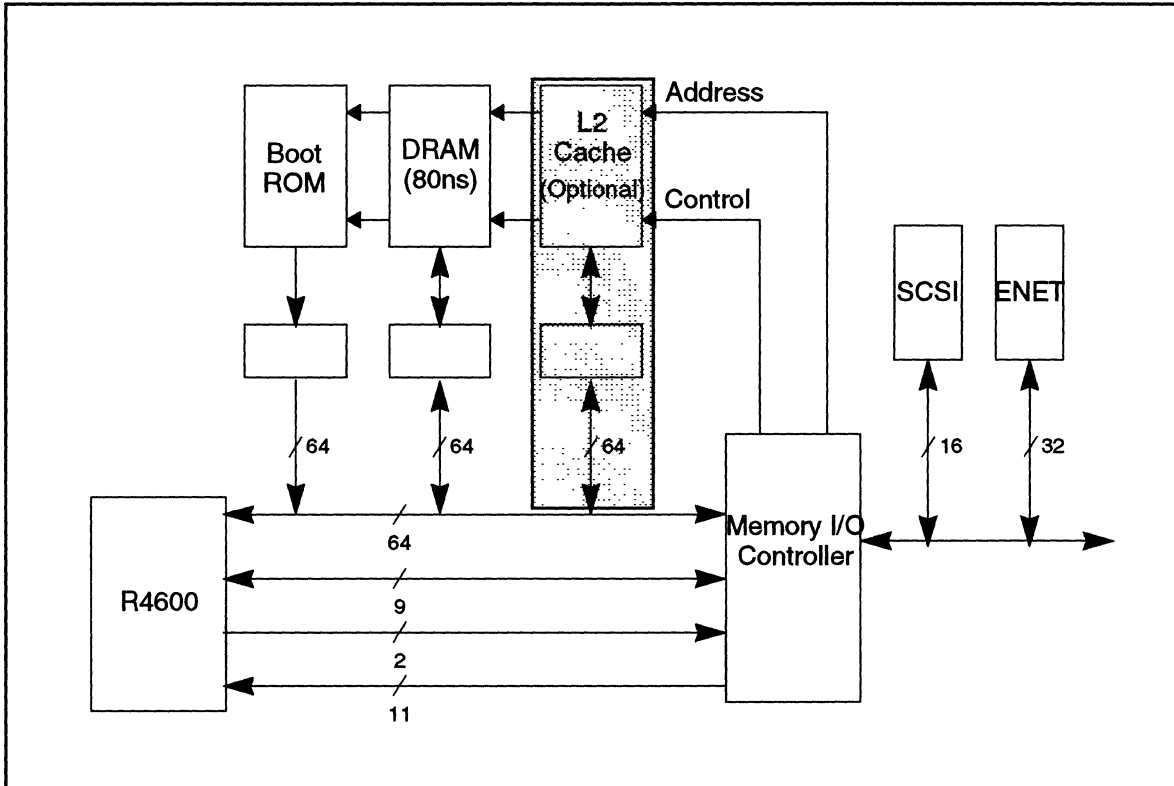 Address
L2
Cache
(Optional)
DRAM
(80ns)
Boot
ROM
Control
SCSI
ENET
64
64
64
16
32
Memory I/O
Controller
64
R4600
9
2
11